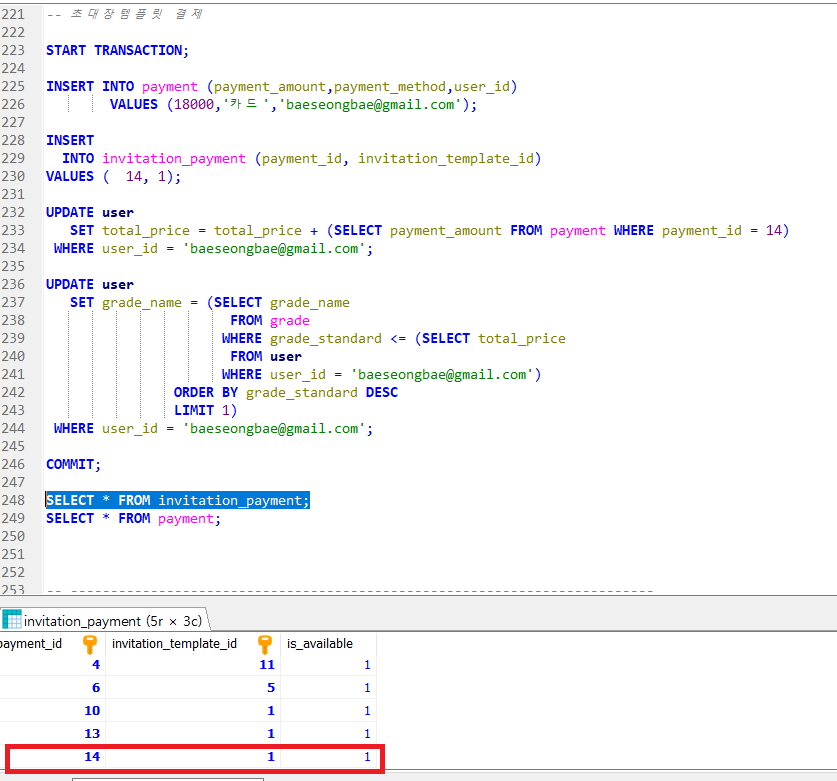 221 -- 초대장템플릿 결제
222
223 START TRANSACTION;
224
225 INSERT INTO payment (payment_amount,payment_method,user_id)
226 VALUES (18000,'카드','baeseongbae@gmail.com');
227
228 INSERT
229 INTO invitation_payment (payment_id, invitation_template_id)
230 VALUES ( 14, 1);
231
232 UPDATE user
233 SET total_price = total_price + (SELECT payment_amount FROM payment WHERE payment_id = 14)
234 WHERE user_id = 'baeseongbae@gmail.com';
235
236 UPDATE user
237 SET grade_name = (SELECT grade_name
238 FROM grade
239 WHERE grade_standard <= (SELECT total_price
240 FROM user
241 WHERE user_id = 'baeseongbae@gmail.com')
242 ORDER BY grade_standard DESC
243 LIMIT 1)
244 WHERE user_id = 'baeseongbae@gmail.com';
245
246 COMMIT;
247
248 SELECT * FROM invitation_payment;
249 SELECT * FROM payment;
250
251
252
253 -- -------------------------------------------------------------------------
invitation_payment (5r × 3c)
payment_id invitation_template_id is_available
4 11 1
6 5 1
10 1 1
13 1 1
14 1 1